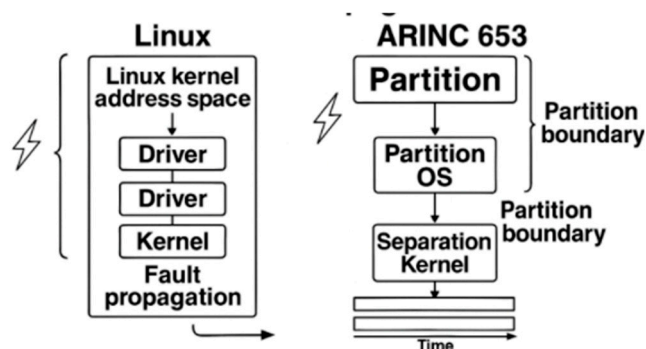 Linux
Linux kernel
address space
Driver
Driver
Kernel
Fault
propagation
ARINC 653
Partition
Partition
OS
Separation
Kernel
Partition
boundary
Partition
boundary
Time